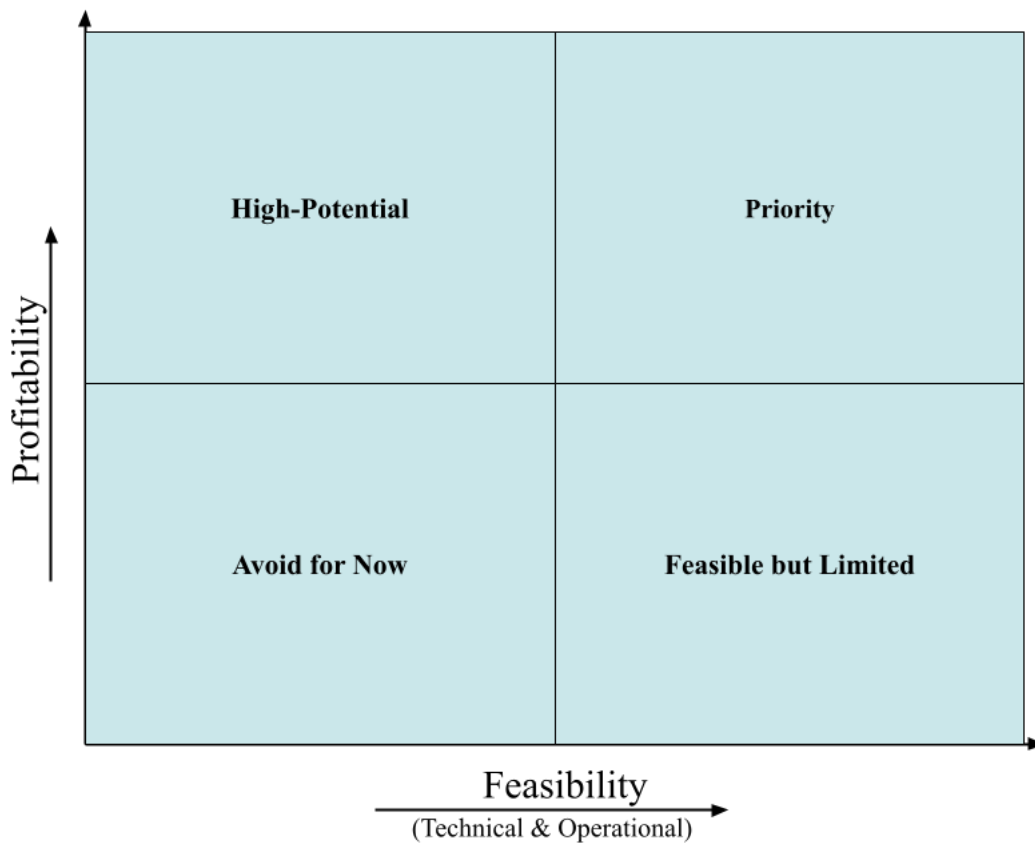 High-Potential
Priority
Profitability
Avoid for Now
Feasible but Limited
Feasibility
(Technical & Operational)